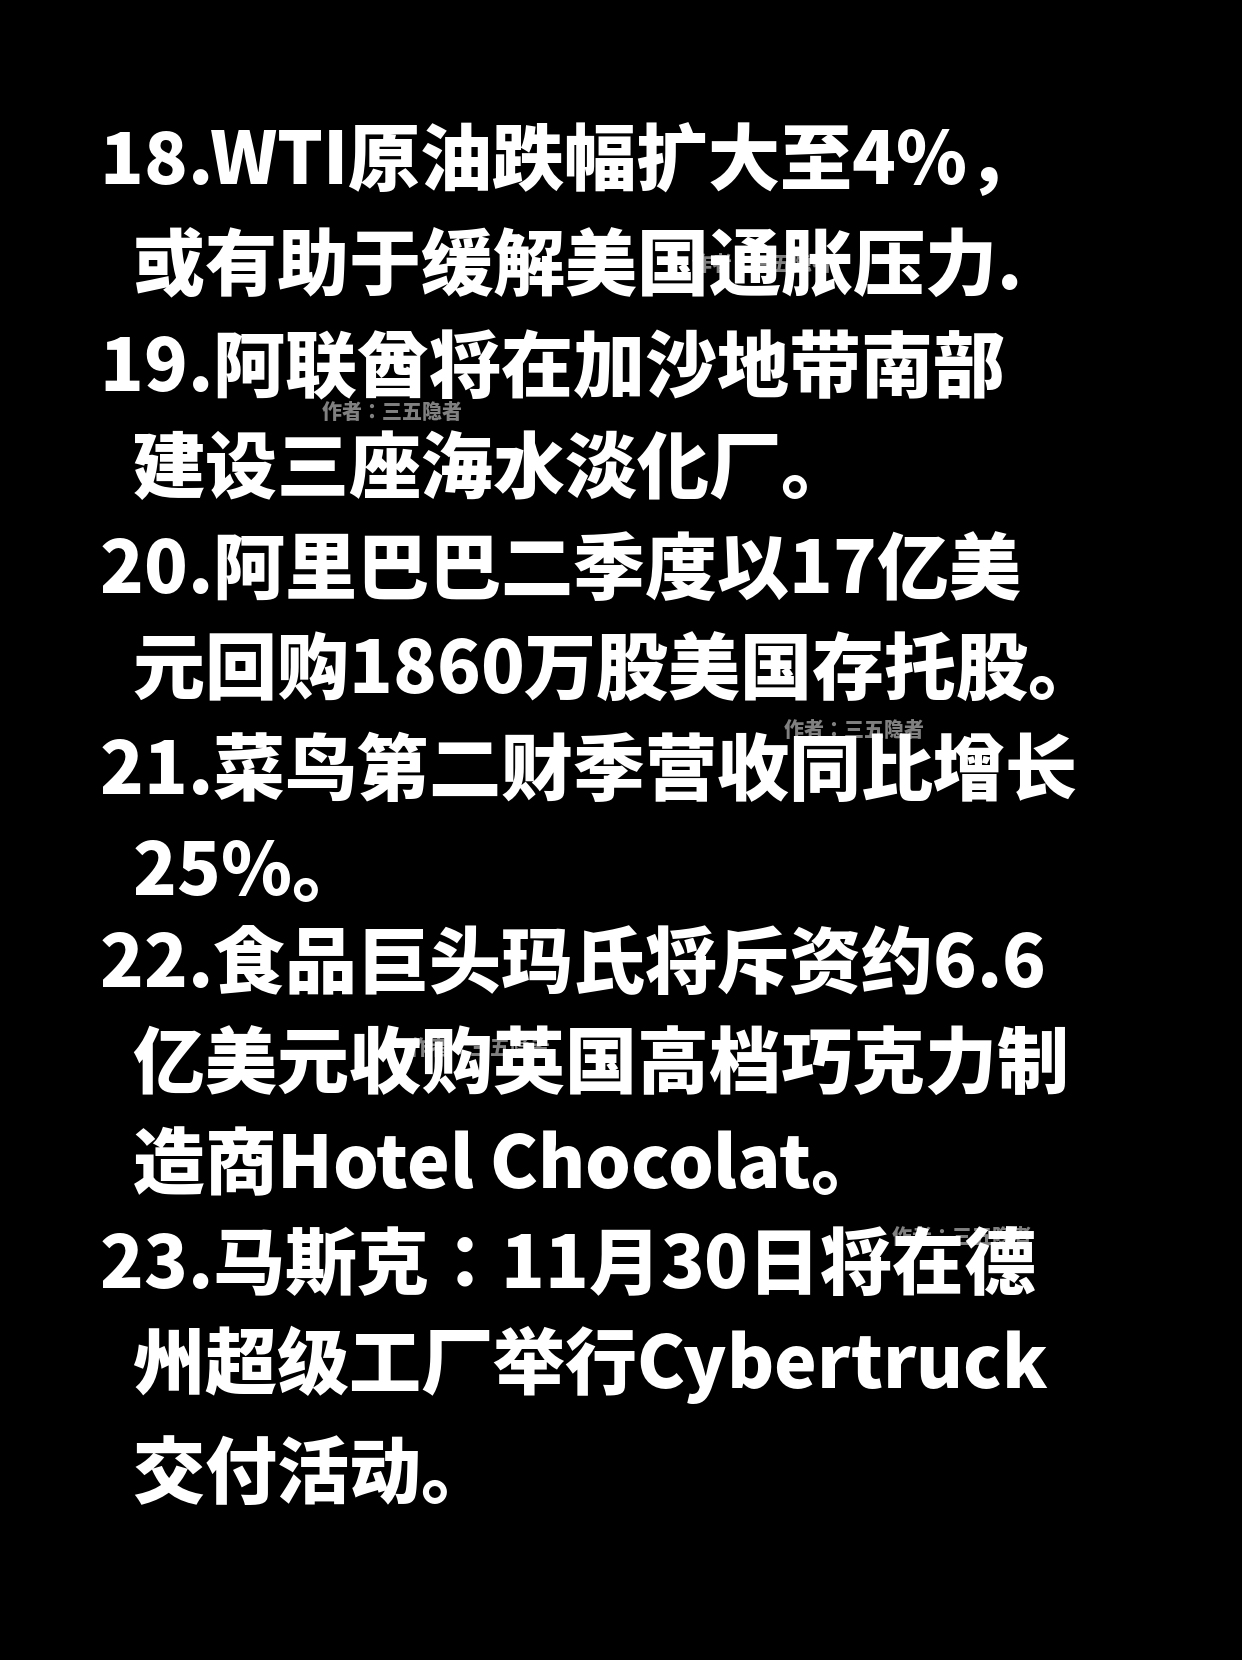 18.WTI原油跌幅扩大至4%，
或有助于缓解美国通胀压力.
19.阿联酋将在加沙地带南部
作者：三五隐者
建设三座海水淡化厂。
20.阿里巴巴二季度以17亿美
元回购1860万股美国存托股。
作者：三五隐者
21.菜鸟第二财季营收同比增长
25%。
22.食品巨头玛氏将斥资约6.6
亿美元收购英国高档巧克力制
造商Hotel Chocolat。
作者：三五隐者
23.马斯克：11月30日将在德
州超级工厂举行Cybertruck
交付活动。